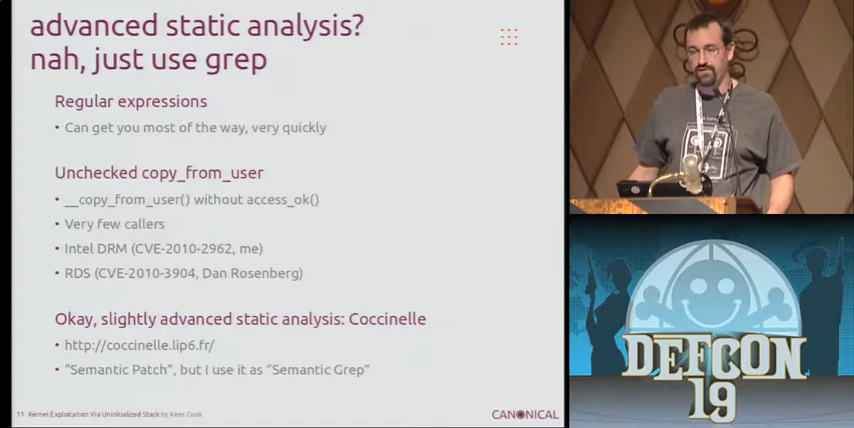 advanced static analysis?
nah, just use grep
Regular expressions
• Can get you most of the way, very quickly
Unchecked copy_from_user
• __copy_from_user() without access_ok()
• Very few callers
• Intel DRM (CVE-2010-2962, me)
• RDS (CVE-2010-3904, Dan Rosenberg)
Okay, slightly advanced static analysis: Coccinelle
• http://coccinelle.lip6.fr/
• "Semantic Patch", but I use it as "Semantic Grep"
11 Kernel Exploitation Via Uninitialized Stack by Kees Cook
CANONICAL
DEFCON
19